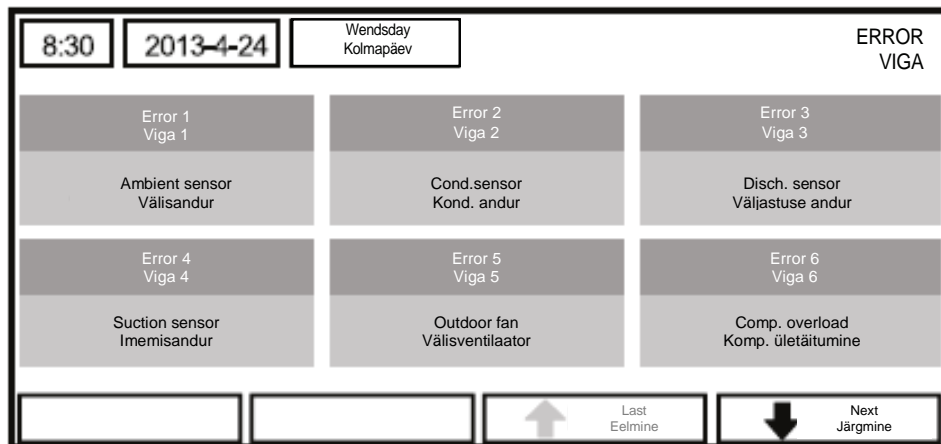 8:30
2013-4-24
Wendsday
Kolmapäev
ERROR
VIGA
Error 1
Viga 1
Error 2
Viga 2
Error 3
Viga 3
Ambient sensor
Välisandur
Cond.sensor
Kond. andur
Disch. sensor
Väljastuse andur
Error 4
Viga 4
Error 5
Viga 5
Error 6
Viga 6
Suction sensor
Imemisandur
Outdoor fan
Välisventilaator
Comp. overload
Komp. ületäitumine
Last
Eelmine
Next
Järgmine